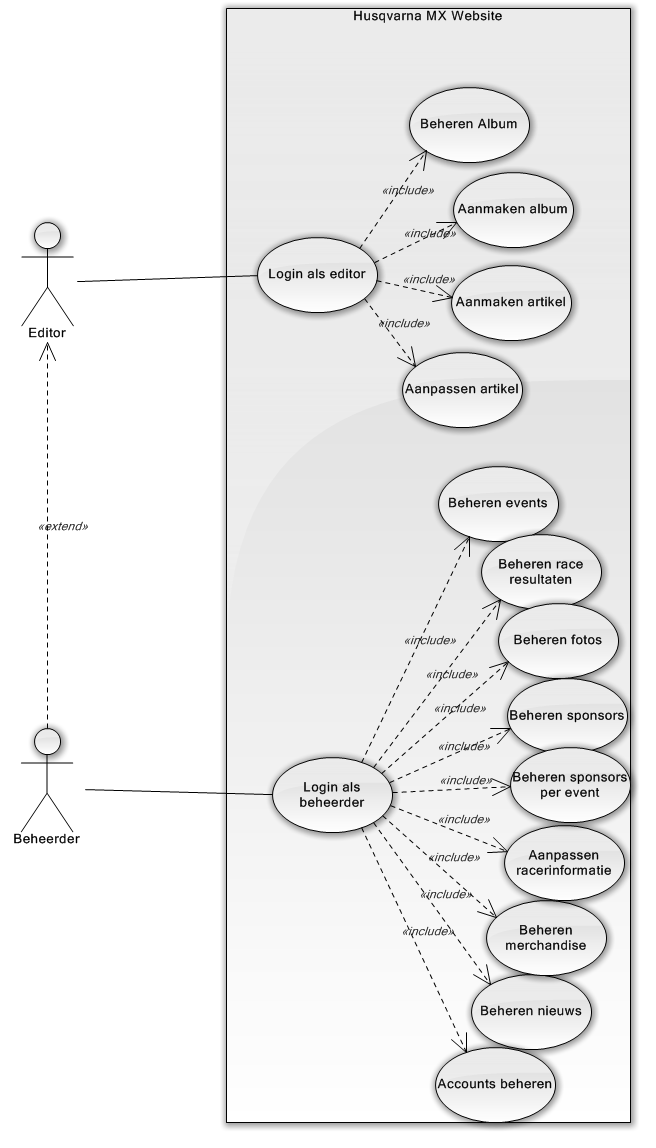 Husqvarna MX Website
Beheren Album
«include»
Aanmaken album
«include»
Login als editor
«include»
Aanmaken artikel
«include»
Editor
Aanpassen artikel
Beheren events
«extend»
Beheren race
resultaten
«include»
Beheren fotos
«include»
«include»
Beheren sponsors
«include»
Beheren sponsors
per event
«include»
Login als
beheerder
«include»
Beheerder
Aanpassen
racerinformatie
«include»
«include»
Beheren
merchandise
«include»
Beheren nieuws
Accounts beheren